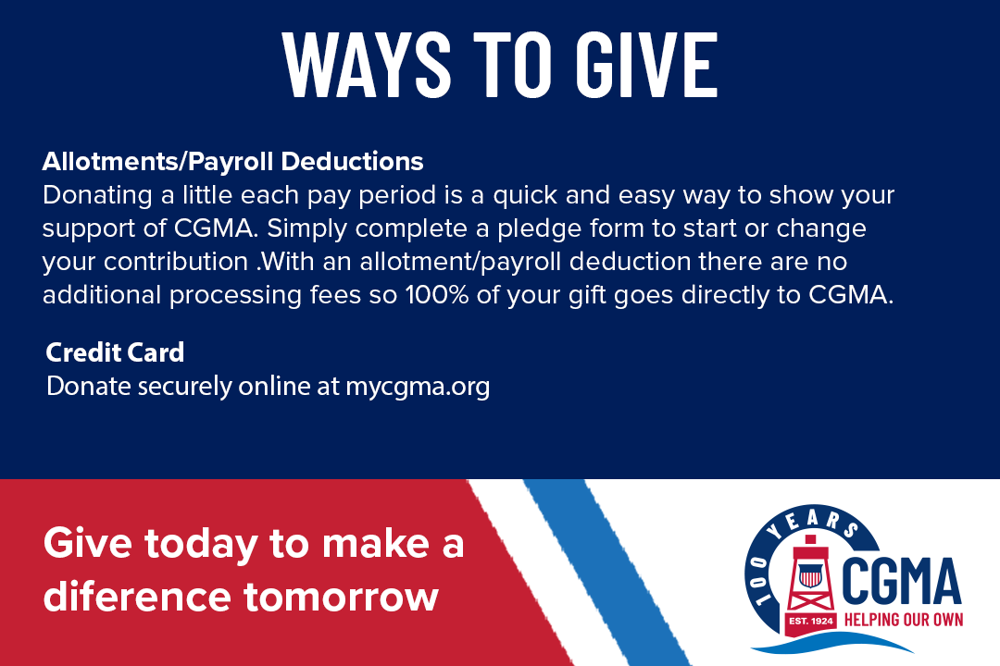 WAYS TO GIVE
Allotments/Payroll Deductions
Donating a little each pay period is a quick and easy way to show your
support of CGMA. Simply complete a pledge form to start or change
your contribution .With an allotment/payroll deduction there are no
additional processing fees so 100% of your gift goes directly to CGMA.
Credit Card
Donate securely online at mycgma.org
Give today to make a
diference tomorrow
100 YEARS
CGMA
EST. 1924
HELPING OUR OWN